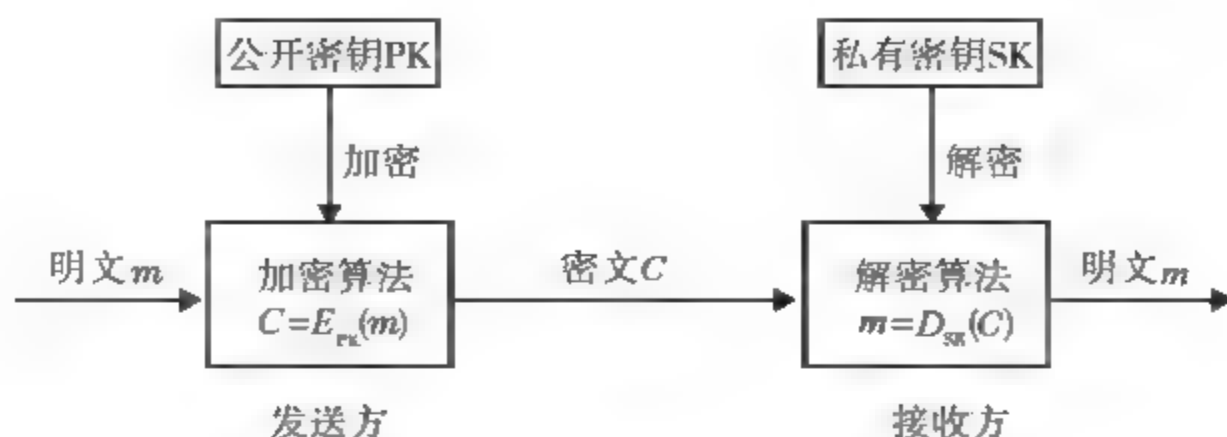 公开密钥PK
私有密钥SK
加密
解密
明文m
加密算法
C=E_PK(m)
密文C
解密算法
m=D_SK(C)
明文m
发送方
接收方